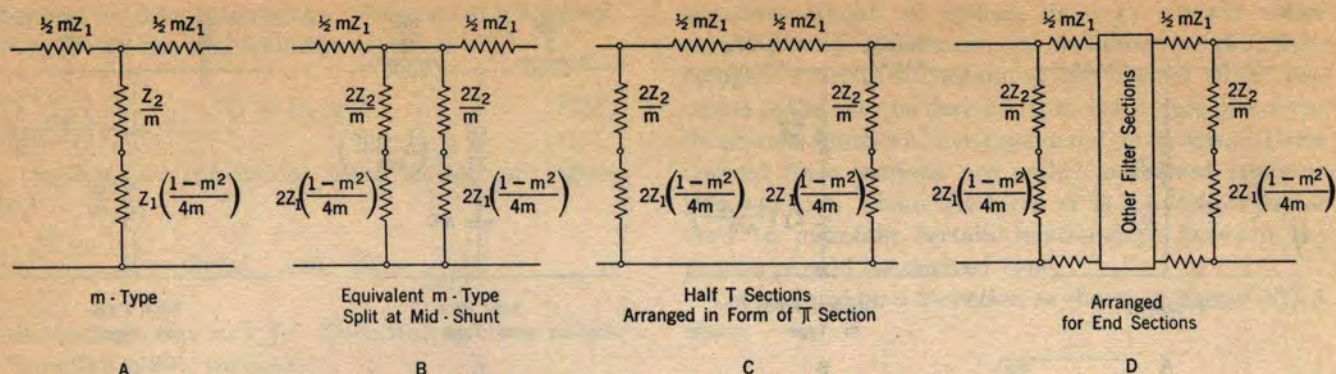 ½ mZ₁ ½ mZ₁
Z₂/m
Z₁((1−m²)/4m)
m - Type
A
½ mZ₁ ½ mZ₁
2Z₂/m 2Z₂/m
2Z₁((1−m²)/4m) 2Z₁((1−m²)/4m)
Equivalent m - Type
Split at Mid - Shunt
B
½ mZ₁ ½ mZ₁
2Z₂/m 2Z₂/m
2Z₁((1−m²)/4m) 2Z₁((1−m²)/4m)
Half T Sections
Arranged in Form of π Section
C
½ mZ₁ ½ mZ₁
2Z₂/m 2Z₂/m
2Z₁((1−m²)/4m) 2Z₁((1−m²)/4m)
Other Filter Sections
Arranged
for End Sections
D